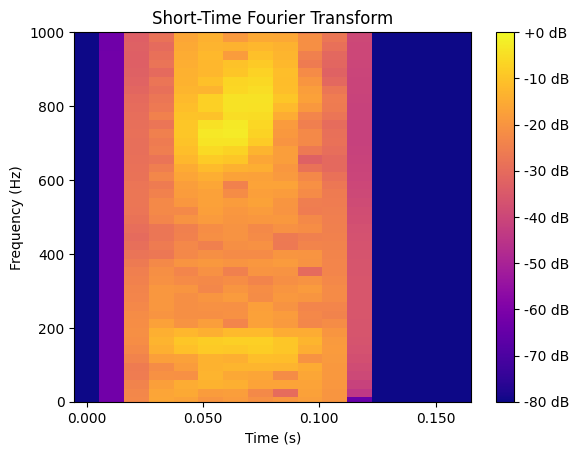 Short-Time Fourier Transform
Frequency (Hz)
1000
800
600
400
200
0
0.000
0.050
0.100
0.150
Time (s)
+0 dB
-10 dB
-20 dB
-30 dB
-40 dB
-50 dB
-60 dB
-70 dB
-80 dB